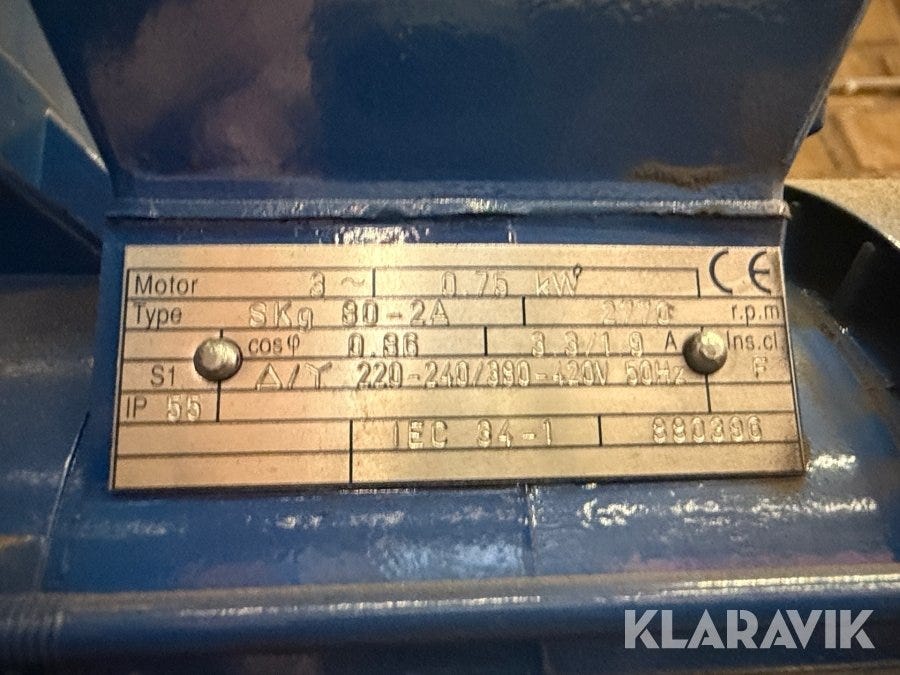 Motor 3 ~ 0.75 kW CE
Type SKg 80-2A 2770 r.p.m
cosφ 0.86 3.3/1.9 A Ins.cl
S1 Δ/Y 220-240/380-420V 50Hz F
IP 55
IEC 34-1
KLARAVIK